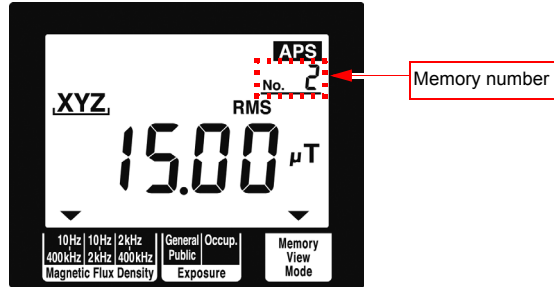 APS
No. 2
Memory number
XYZ
RMS
15.00 µT
10Hz 10Hz 2kHz General Occup. Memory
400kHz 2kHz 400kHz Public View
Magnetic Flux Density Exposure Mode